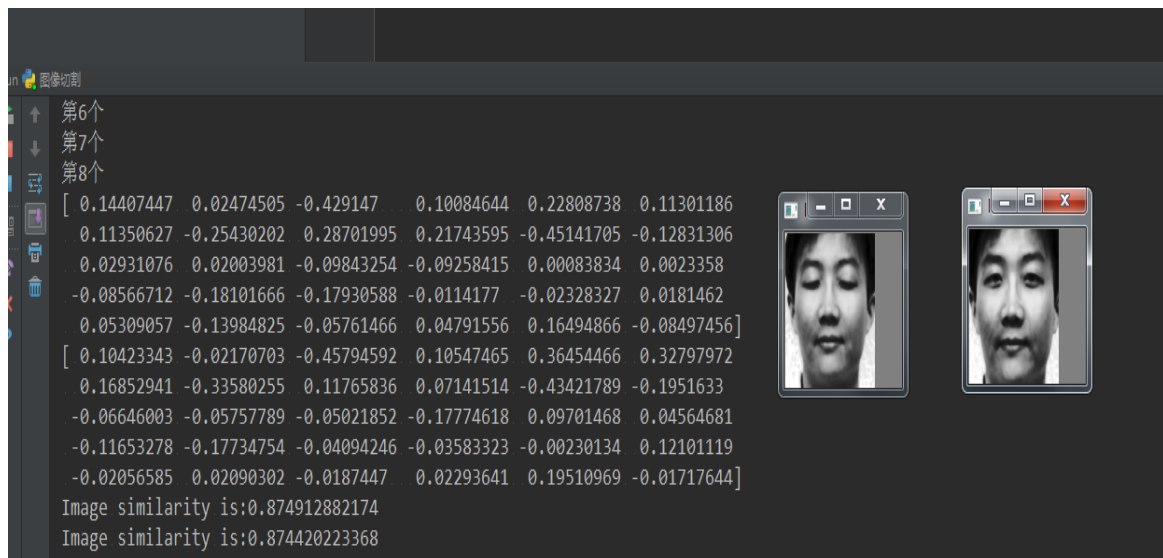 un 图像切割
第6个
第7个
第8个
[ 0.14407447 0.02474505 -0.429147 0.10084644 0.22808738 0.11301186
0.11350627 -0.25430202 0.28701995 0.21743595 -0.45141705 -0.12831306
0.02931076 0.02003981 -0.09843254 -0.09258415 0.00083834 0.0023358
-0.08566712 -0.18101666 -0.17930588 -0.0114177 -0.02328327 0.0181462
0.05309057 -0.13984825 -0.05761466 0.04791556 0.16494866 -0.08497456]
[ 0.10423343 -0.02170703 -0.45794592 0.10547465 0.36454466 0.32797972
0.16852941 -0.33580255 0.11765836 0.07141514 -0.43421789 -0.1951633
-0.06646003 -0.05757789 -0.05021852 -0.17774618 0.09701468 0.04564681
-0.11653278 -0.17734754 -0.04094246 -0.03583323 -0.00230134 0.12101119
-0.02056585 0.02090302 -0.0187447 0.02293641 0.19510969 -0.01717644]
Image similarity is:0.874912882174
Image similarity is:0.874420223368